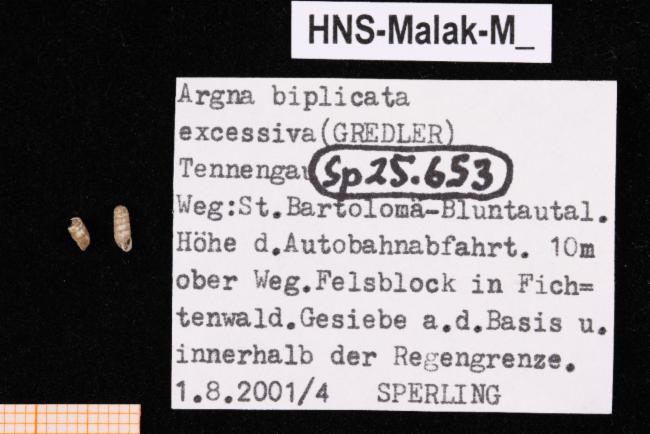 HNS-Malak-M_
Argna biplicata
excessiva(GREDLER)
Tennengau Sp25.653
Weg:St.Bartolomä-Bluntautal.
Höhe d.Autobahnabfahrt. 10m
ober Weg.Felsblock in Fich=
tenwald.Gesiebe a.d.Basis u.
innerhalb der Regengrenze.
1.8.2001/4 SPERLING